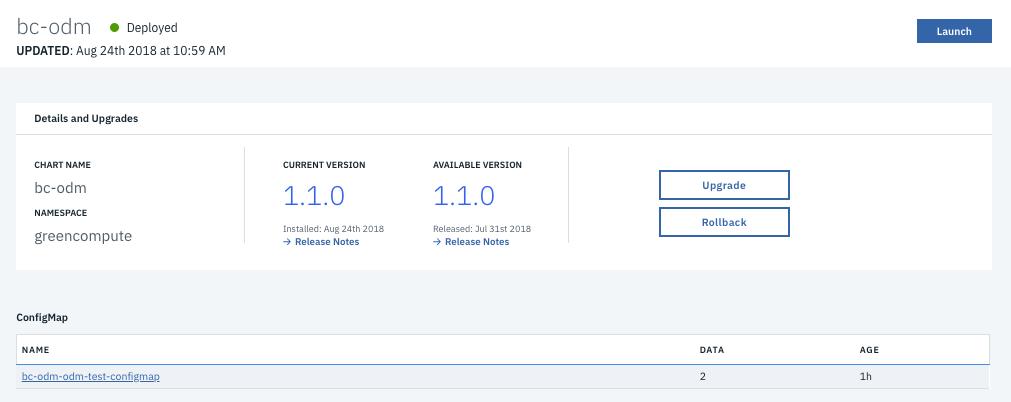 bc-odm Deployed
UPDATED: Aug 24th 2018 at 10:59 AM
Launch
Details and Upgrades
CHART NAME
bc-odm
NAMESPACE
greencompute
CURRENT VERSION
1.1.0
Installed: Aug 24th 2018
→ Release Notes
AVAILABLE VERSION
1.1.0
Released: Jul 31st 2018
→ Release Notes
Upgrade
Rollback
ConfigMap
NAME DATA AGE
bc-odm-odm-test-configmap 2 1h